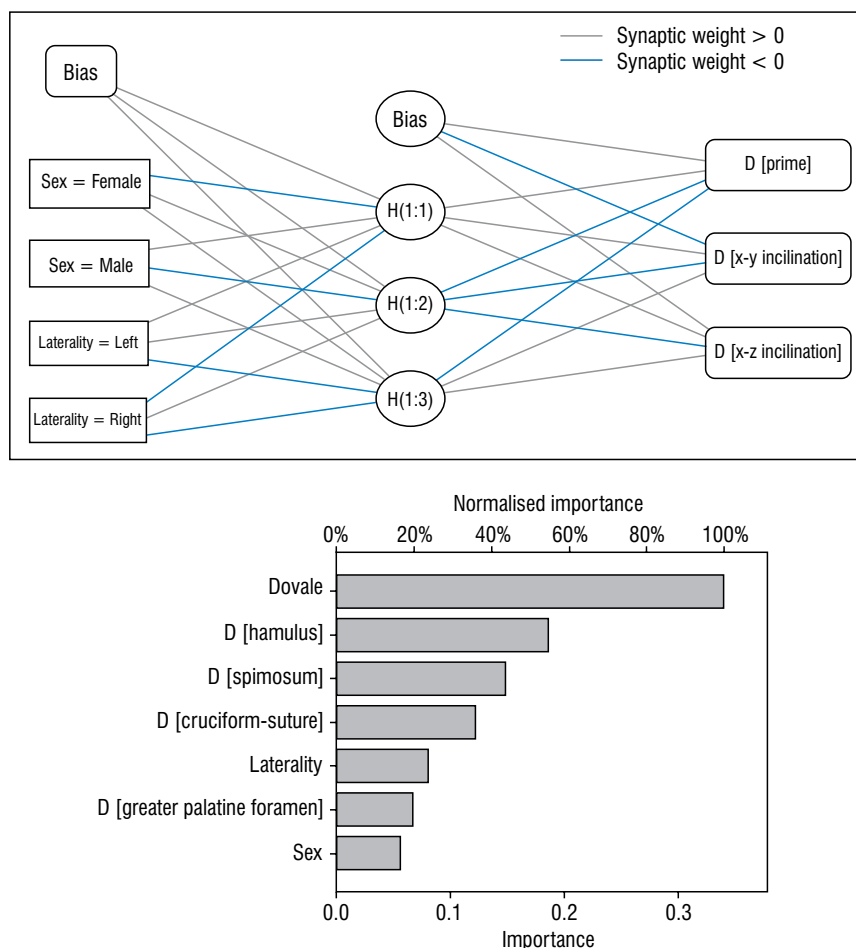 Synaptic weight > 0
Synaptic weight < 0
Bias
Bias
Sex = Female
D [prime]
H(1:1)
Sex = Male
D [x-y incilination]
H(1:2)
Laterality = Left
D [x-z incilination]
H(1:3)
Laterality = Right
Normalised importance
0% 20% 40% 60% 80% 100%
Dovale
D [hamulus]
D [spimosum]
D [cruciform-suture]
Laterality
D [greater palatine foramen]
Sex
0.0 0.1 0.2 0.3
Importance